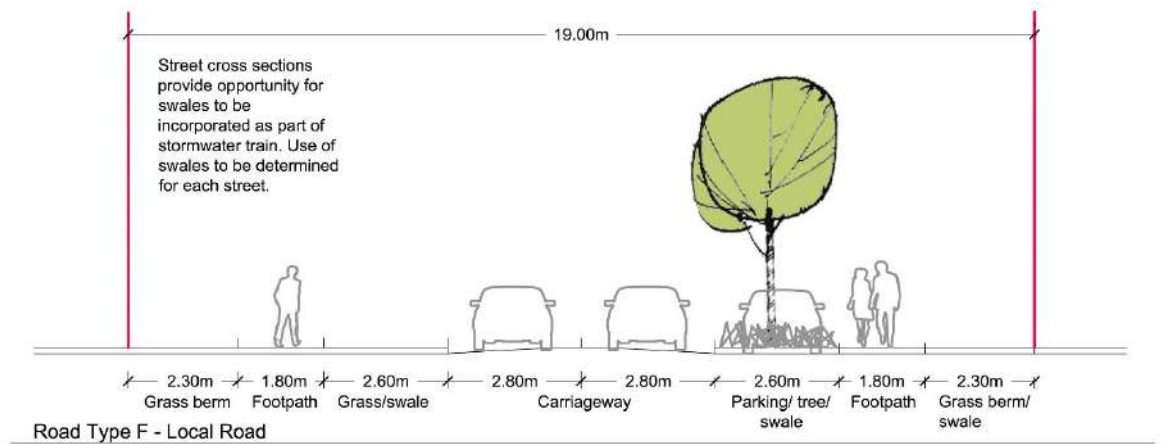 19.00m
Street cross sections
provide opportunity for
swales to be
incorporated as part of
stormwater train. Use of
swales to be determined
for each street.
2.30m 1.80m 2.60m 2.80m 2.80m 2.60m 1.80m 2.30m
Grass berm Footpath Grass/swale Carriageway Parking/ tree/ Footpath Grass berm/
swale swale
Road Type F - Local Road